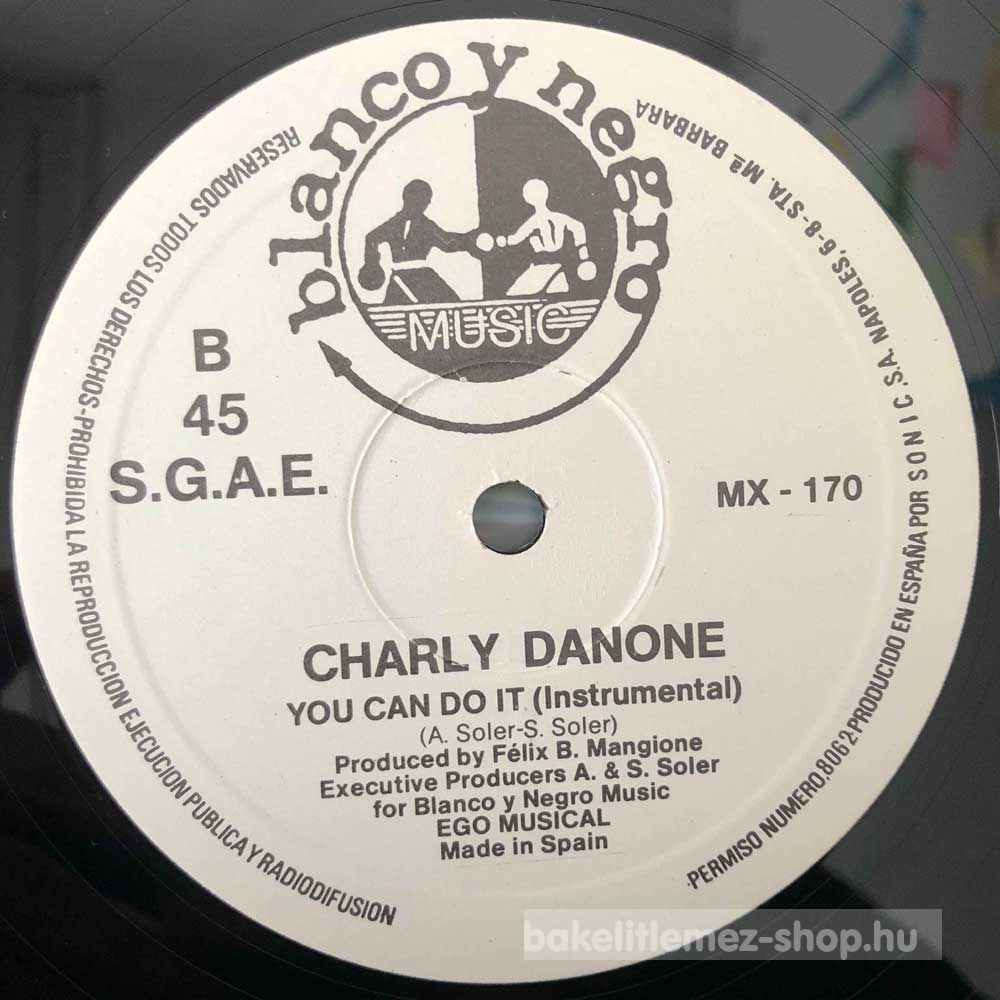 blanco y negro
MUSIC
B
45
S.G.A.E.
MX - 170
CHARLY DANONE
YOU CAN DO IT (Instrumental)
(A. Soler-S. Soler)
Produced by Félix B. Mangione
Executive Producers A. & S. Soler
for Blanco y Negro Music
EGO MUSICAL
Made in Spain
RESERVADOS TODOS LOS DERECHOS-PROHIBIDA LA REPRODUCCION EJECUCION PUBLICA Y RADIODIFUSION
PERMISO NUMERO,8062 PRODUCIDO EN ESPAÑA POR S O N I C ,S.A. NAPOLES, 6-8-STA. Mª BARBARA
bakelitlemez-shop.hu